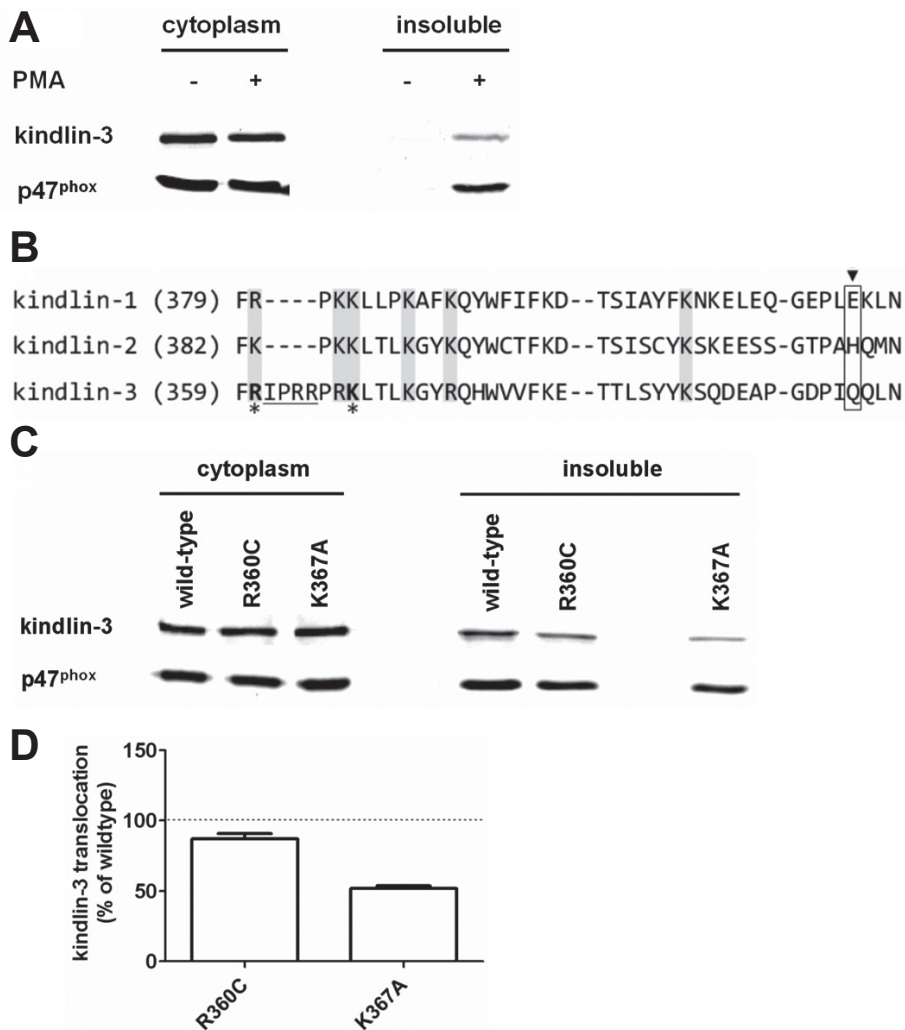 A
cytoplasm insoluble
PMA - + - +
kindlin-3
p47phox
B
kindlin-1 (379) FR----PKKLLPKAFKQYWFIFKD--TSIAYFKNKELEQ-GEPLEKLN
kindlin-2 (382) FK----PKKLTLKGYKQYWCTFKD--TSISCYKSKEESS-GTPAHQMN
kindlin-3 (359) FRIPRRPRKLTLKGYRQHWVVFKE--TTLSYYKSQDEAP-GDPIQQLN
* *
C
cytoplasm insoluble
wild-type R360C K367A wild-type R360C K367A
kindlin-3
p47phox
D
kindlin-3 translocation
(% of wildtype)
150
100
50
0
R360C K367A